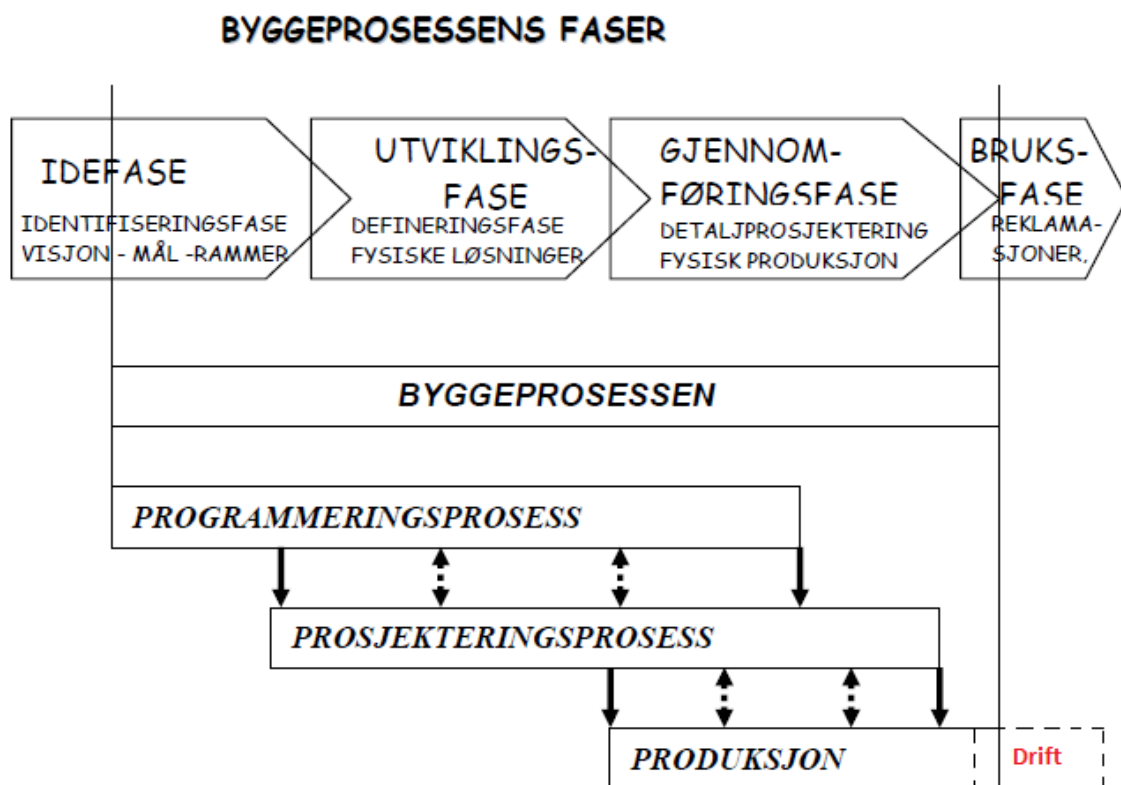 BYGGEPROSESSENS FASER
IDEFASE
IDENTIFISERINGSFASE
VISJON - MÅL -RAMMER
UTVIKLINGS-
FASE
DEFINERINGSFASE
FYSISKE LØSNINGER
GJENNOM-
FØRINGSFASE
DETALJPROSJEKTERING
FYSISK PRODUKSJON
BRUKS-
FASE
REKLAMA-
SJONER,
BYGGEPROSESSEN
PROGRAMMERINGSPROSESS
PROSJEKTERINGSPROSESS
PRODUKSJON
Drift